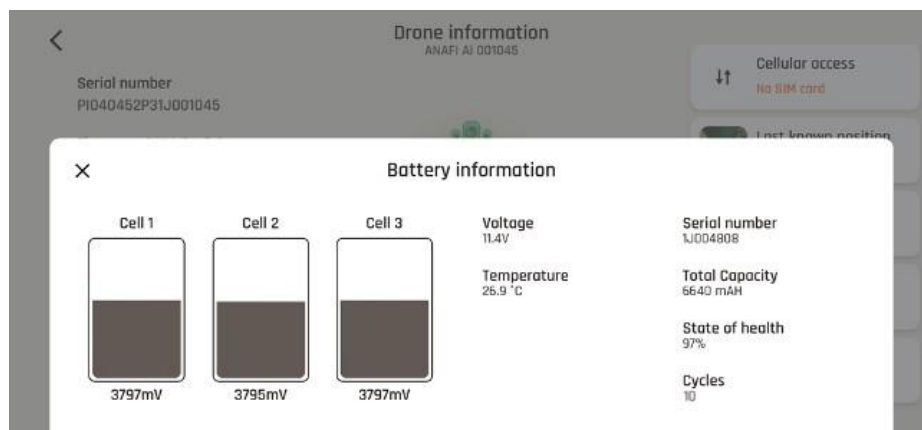 Drone information
ANAFI Ai 001045
Serial number
PI040452P31J001045
Cellular access
No SIM card
Last known position
Battery information
Cell 1
Cell 2
Cell 3
3797mV
3795mV
3797mV
Voltage
11.4V
Temperature
26.9 °C
Serial number
1J004808
Total Capacity
6640 mAH
State of health
97%
Cycles
10